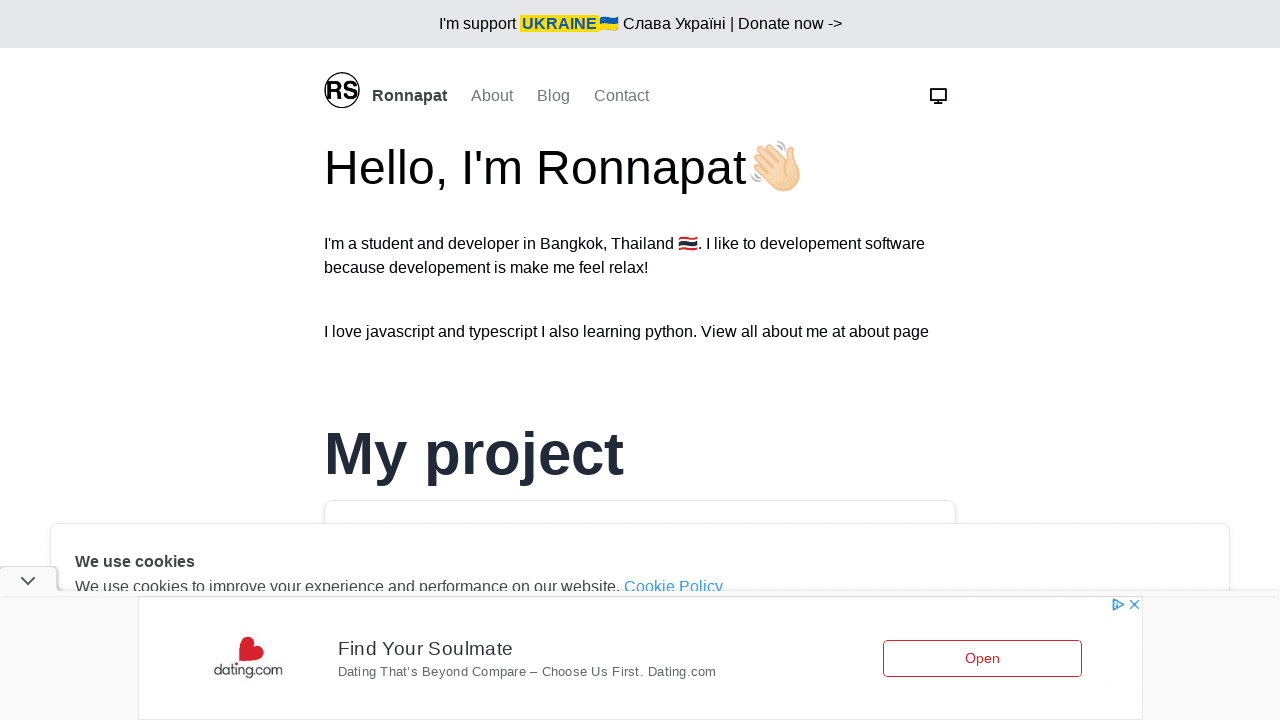 I'm support UKRAINE🇺🇦 Слава Україні | Donate now ->
RS Ronnapat About Blog Contact
Hello, I'm Ronnapat👋🏻
I'm a student and developer in Bangkok, Thailand 🇹🇭. I like to developement software
because developement is make me feel relax!
I love javascript and typescript I also learning python. View all about me at about page
My project
We use cookies
We use cookies to improve your experience and performance on our website. Cookie Policy
dating.com
Find Your Soulmate
Dating That's Beyond Compare – Choose Us First. Dating.com
Open